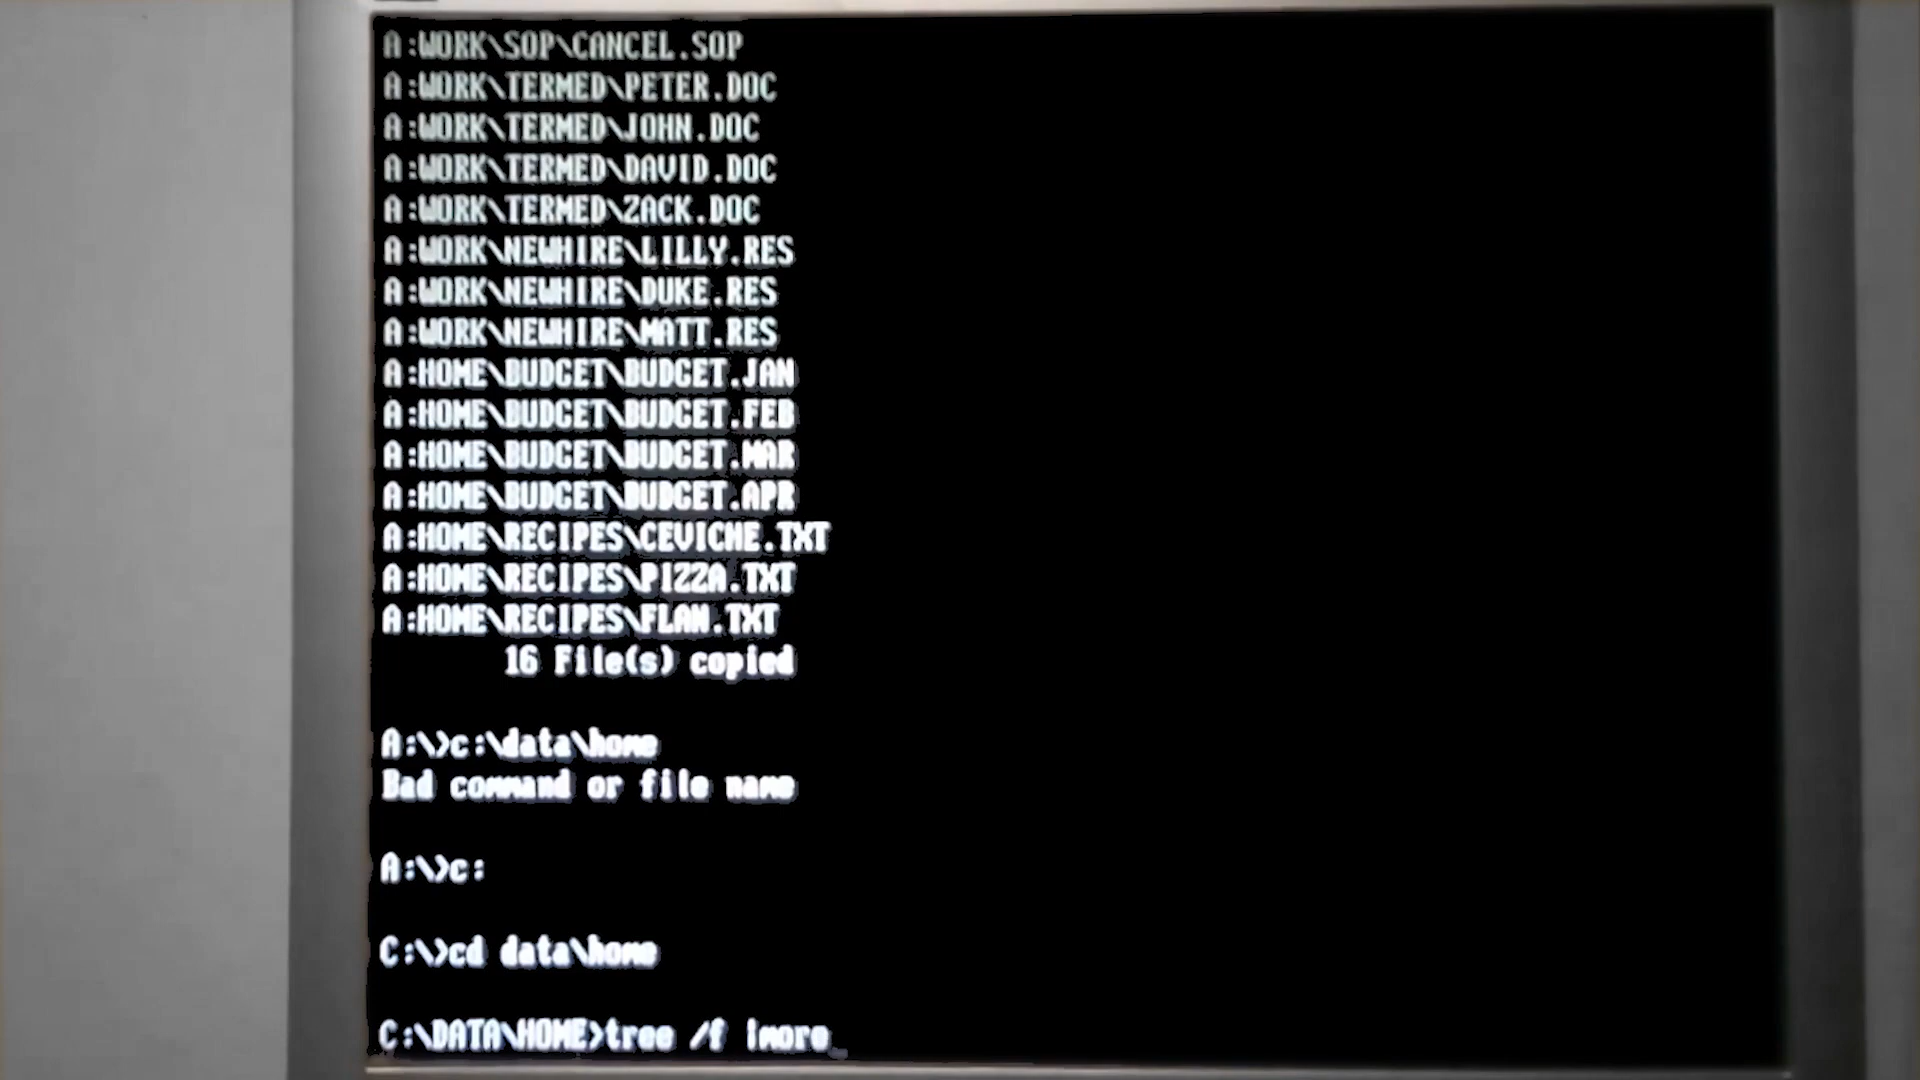 A:WORK\SOP\CANCEL.SOP
A:WORK\TERMED\PETER.DOC
A:WORK\TERMED\JOHN.DOC
A:WORK\TERMED\DAVID.DOC
A:WORK\TERMED\ZACK.DOC
A:WORK\NEWHIRE\LILLY.RES
A:WORK\NEWHIRE\DUKE.RES
A:WORK\NEWHIRE\MATT.RES
A:HOME\BUDGET\BUDGET.JAN
A:HOME\BUDGET\BUDGET.FEB
A:HOME\BUDGET\BUDGET.MAR
A:HOME\BUDGET\BUDGET.APR
A:HOME\RECIPES\CEVICHE.TXT
A:HOME\RECIPES\PIZZA.TXT
A:HOME\RECIPES\FLAN.TXT
16 File(s) copied
A:\>c:\data\home
Bad command or file name
A:\>c:
C:\>cd data\home
C:\DATA\HOME>tree /f |more_